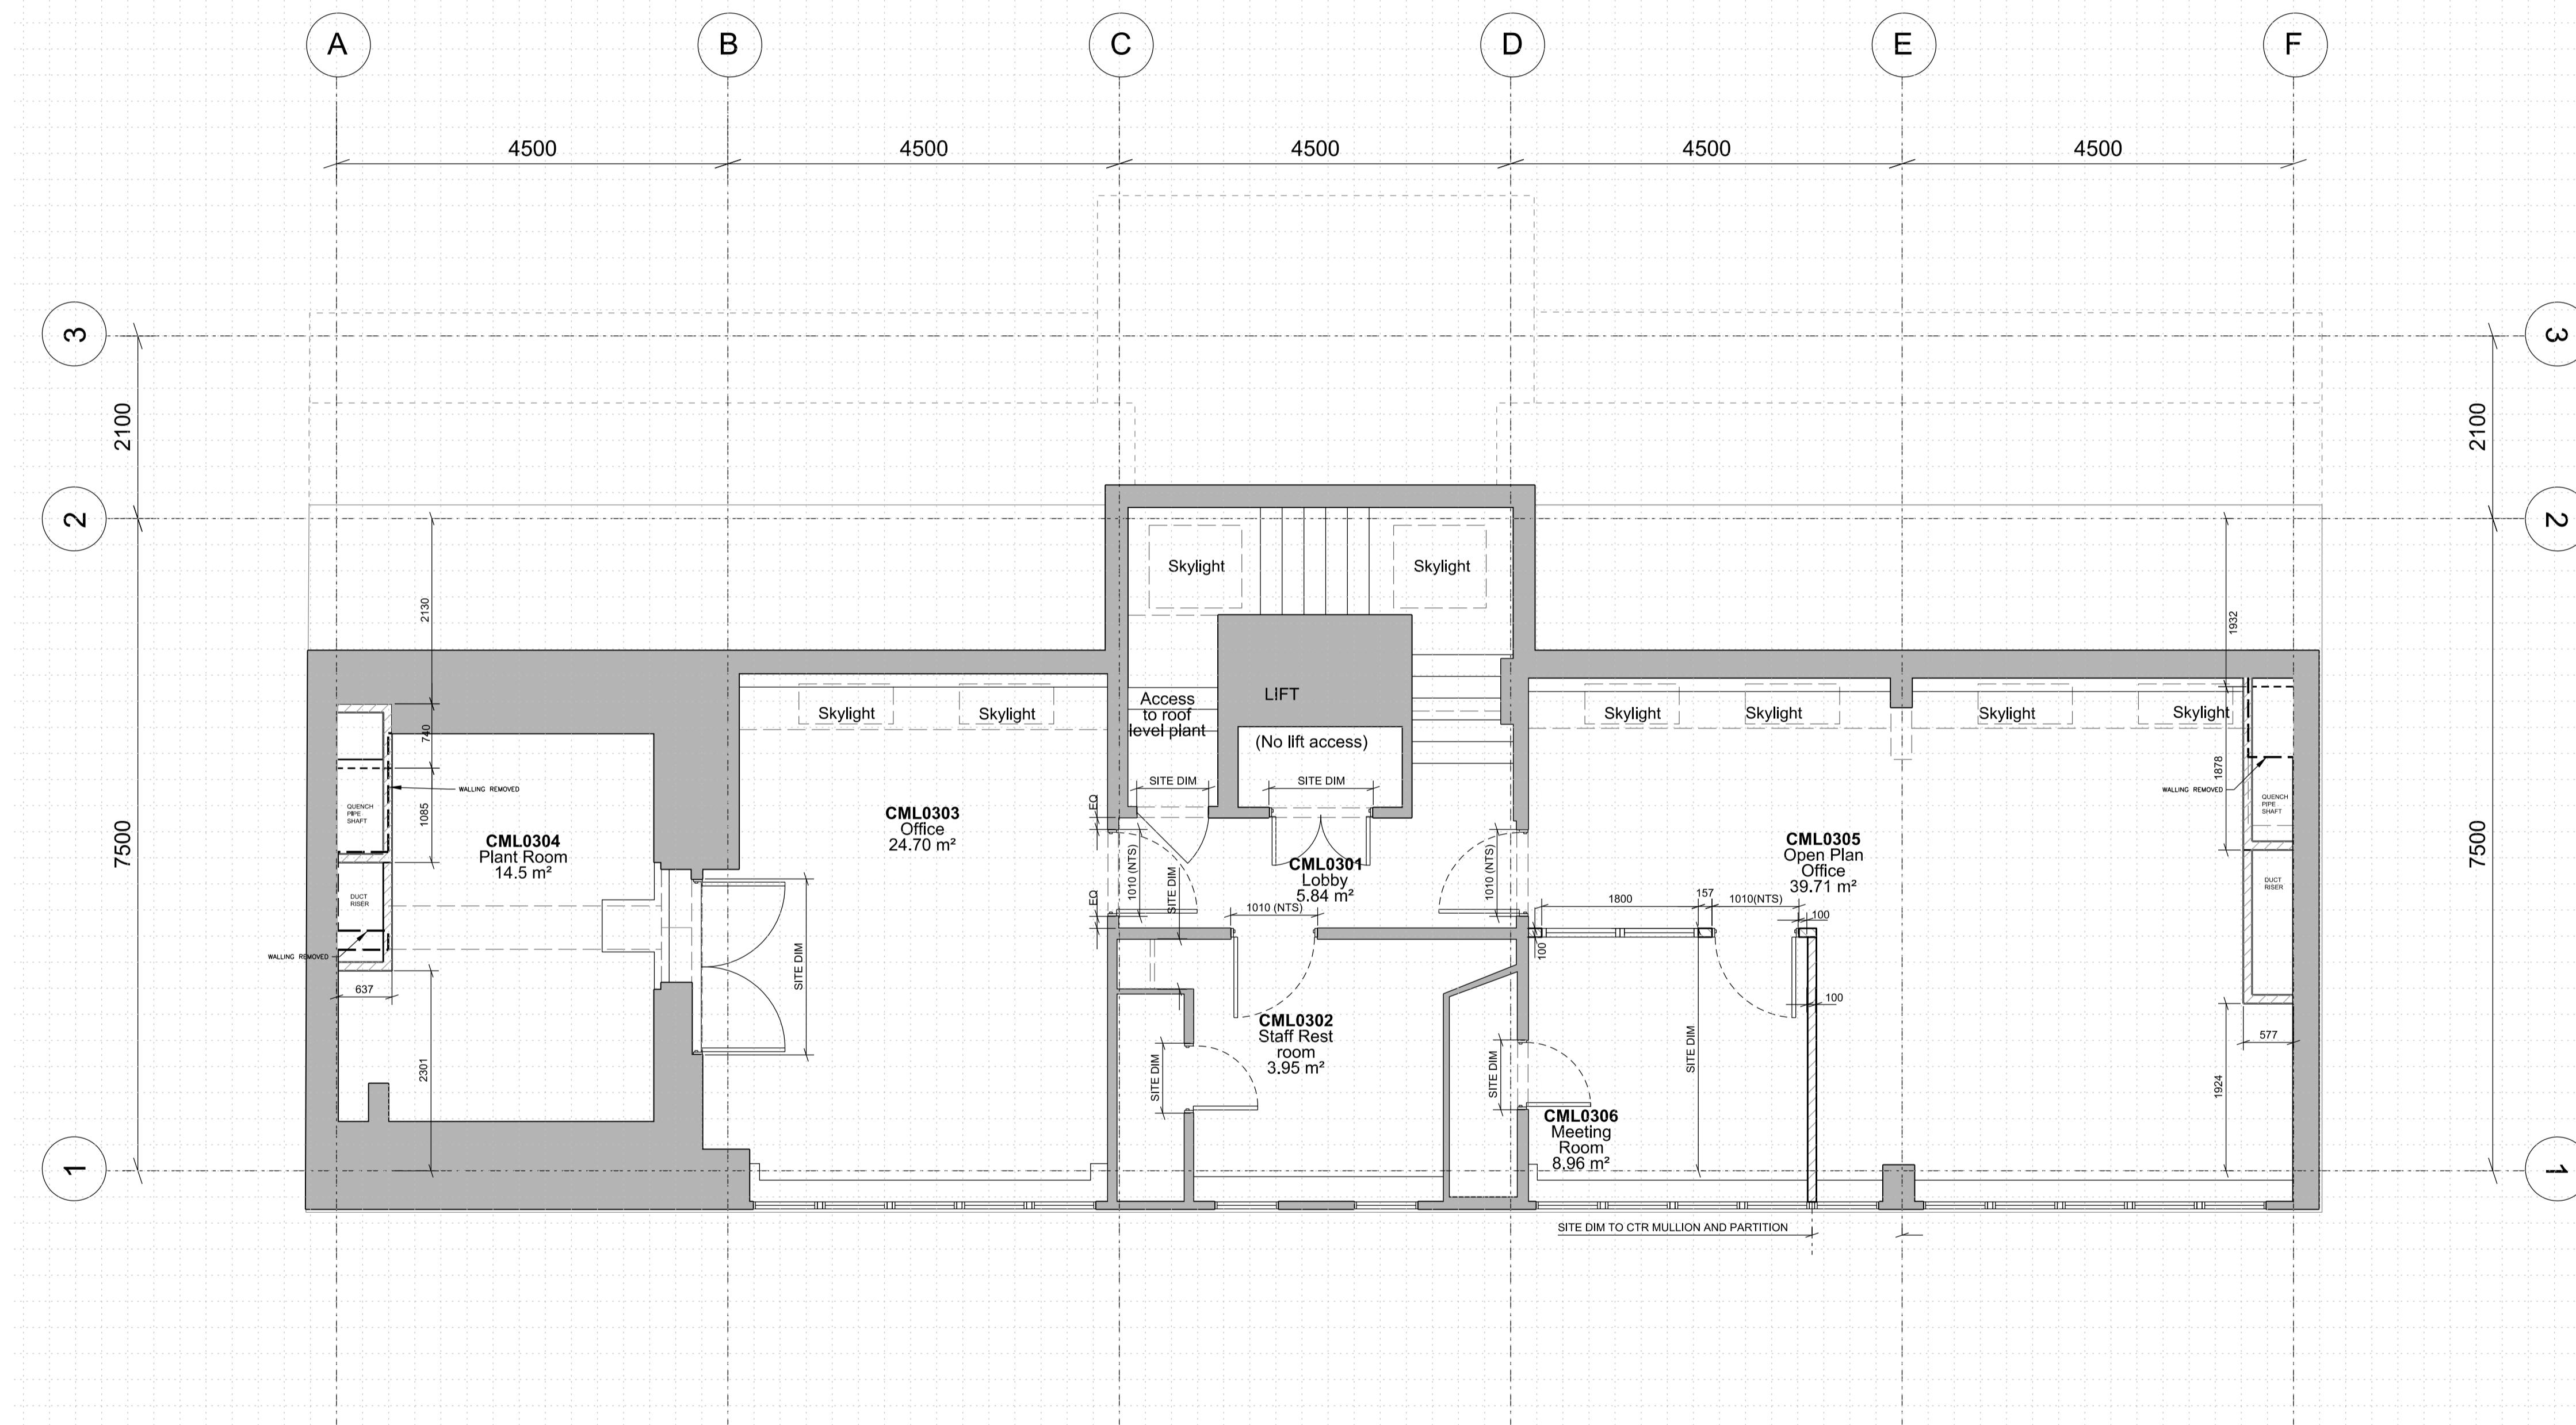 A
B
C
D
E
F
4500
4500
4500
4500
4500
3
3
2100
2100
2
2
Skylight
Skylight
2130
1932
LIFT
Access
to roof
level plant
(No lift access)
Skylight
Skylight
Skylight
Skylight
Skylight
Skylight
740
WALLING REMOVED
1085
QUENCH
PIPE
SHAFT
CML0304
Plant Room
14.5 m²
DUCT
RISER
WALLING REMOVED
637
2301
7500
CML0303
Office
24.70 m²
SITE DIM
SITE DIM
SITE DIM
EQ
1010 (NTS)
EQ
SITE DIM
CML0301
Lobby
5.84 m²
1010 (NTS)
1010 (NTS)
CML0302
Staff Rest
room
3.95 m²
SITE DIM
SITE DIM
CML0305
Open Plan
Office
39.71 m²
1800
157
1010(NTS)
100
100
100
SITE DIM
CML0306
Meeting
Room
8.96 m²
1878
WALLING REMOVED
QUENCH
PIPE
SHAFT
DUCT
RISER
577
1924
7500
1
1
SITE DIM TO CTR MULLION AND PARTITION